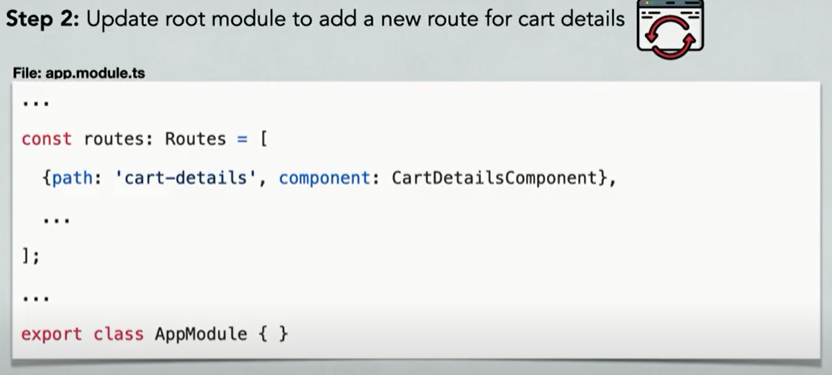 Step 2: Update root module to add a new route for cart details
File: app.module.ts
...
const routes: Routes = [
{path: 'cart-details', component: CartDetailsComponent},
...
];
...
export class AppModule { }